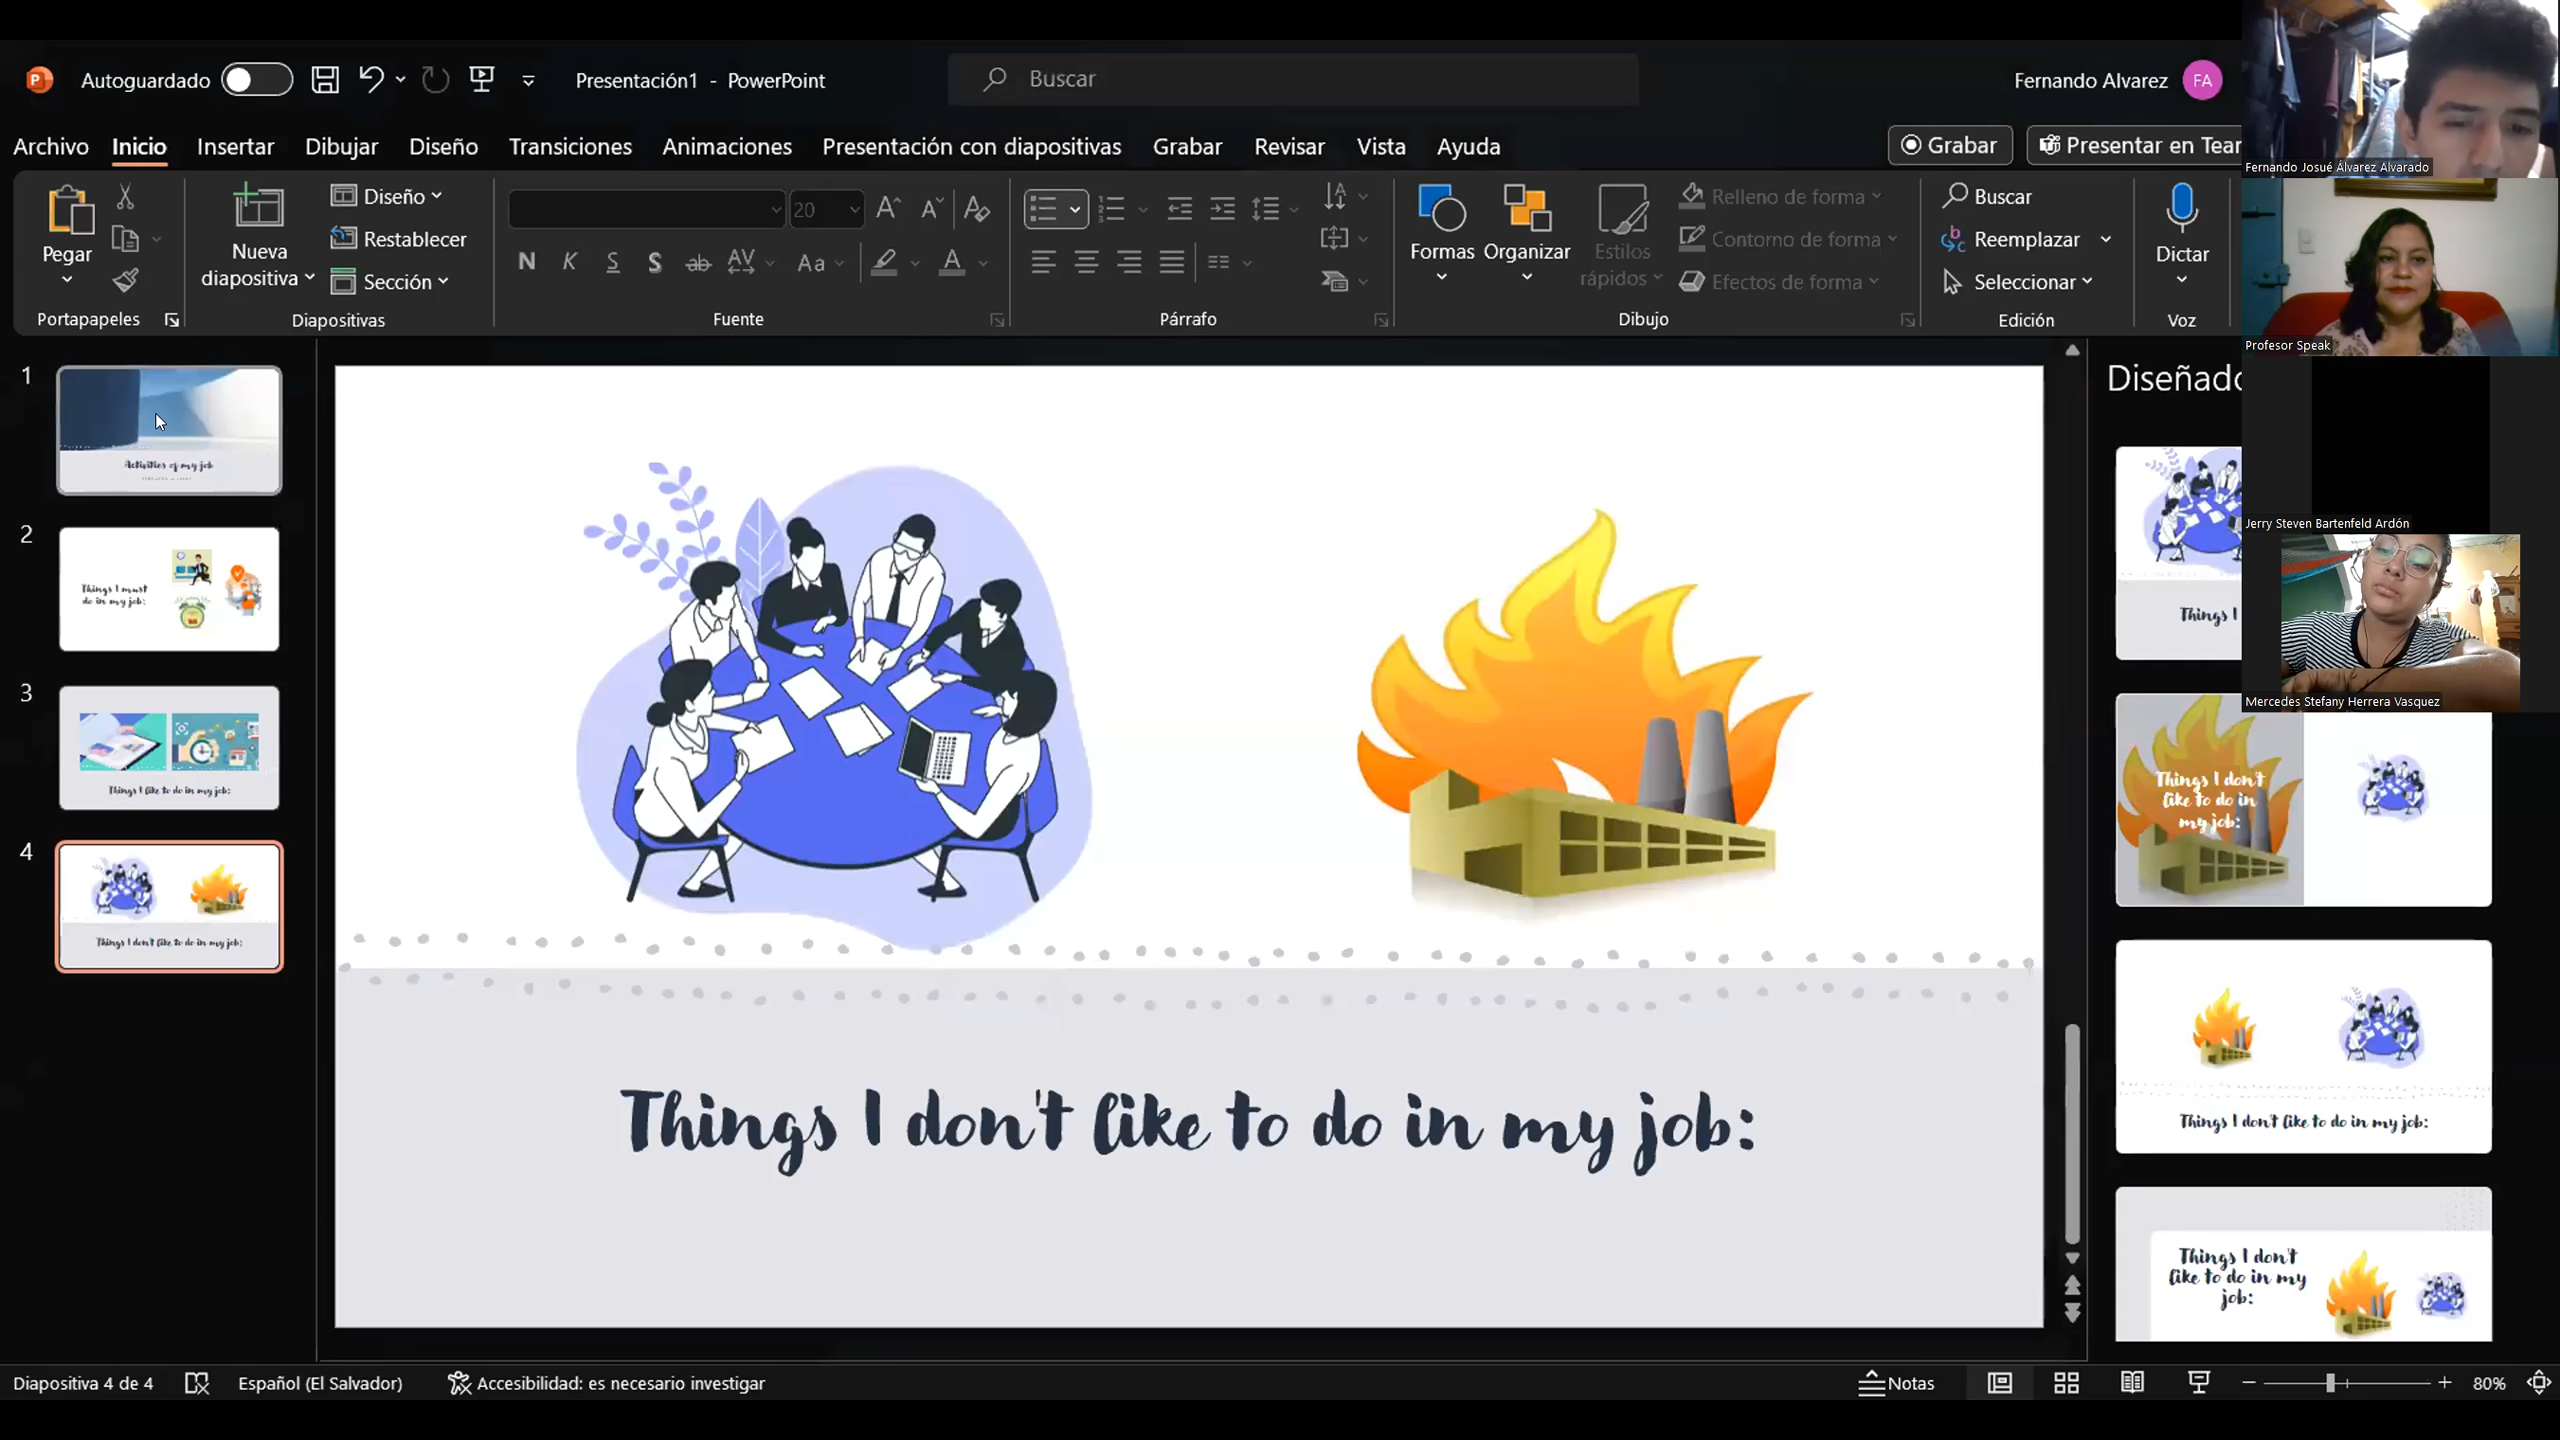 Autoguardado
Presentación1 - PowerPoint
Buscar
Fernando Alvarez
FA
Archivo
Inicio
Insertar
Dibujar
Diseño
Transiciones
Animaciones
Presentación con diapositivas
Grabar
Revisar
Vista
Ayuda
Grabar
Presentar en Tear
Pegar
Nueva
diapositiva
Diseño
Restablecer
Sección
20
N
K
S
S
ab
AV
Aa
A
Formas
Organizar
Estilos
rápidos
Relleno de forma
Contorno de forma
Efectos de forma
Buscar
Reemplazar
Seleccionar
Dictar
Portapapeles
Diapositivas
Fuente
Párrafo
Dibujo
Edición
Voz
Fernando Josué Álvarez Alvarado
Profesor Speak
Jerry Steven Bartenfeld Ardón
Mercedes Stefany Herrera Vasquez
1
Activities of my job
2
Things I must
do in my job:
3
Things I like to do in my job:
4
Things I don't like to do in my job:
Things I don't like to do in my job:
Diseñado
Things I
Things I don't
like to do in
my job:
Things I don't like to do in my job:
Things I don't
like to do in my
job:
Diapositiva 4 de 4
Español (El Salvador)
Accesibilidad: es necesario investigar
Notas
80%